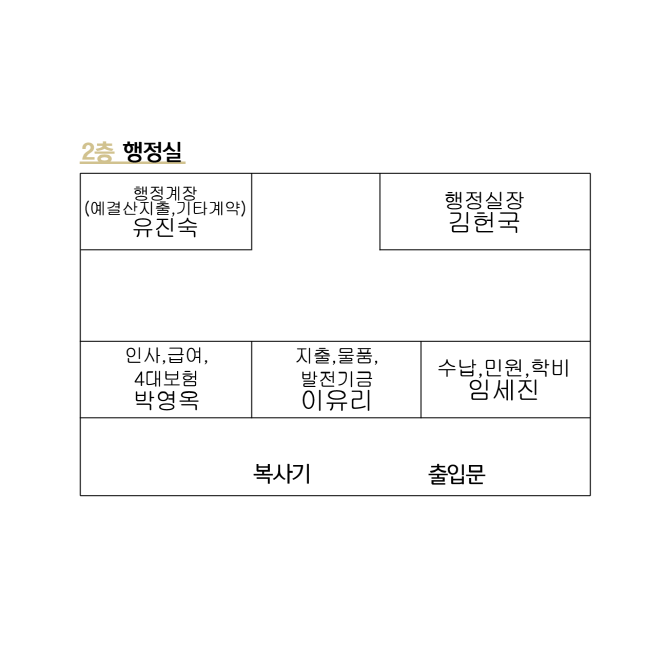 2층 행정실
행정계장
(예결산지출,기타계약)
유진숙
행정실장
김헌국
인사,급여,
4대보험
박영옥
지출,물품,
발전기금
이유리
수납,민원,학비
임세진
복사기
출입문